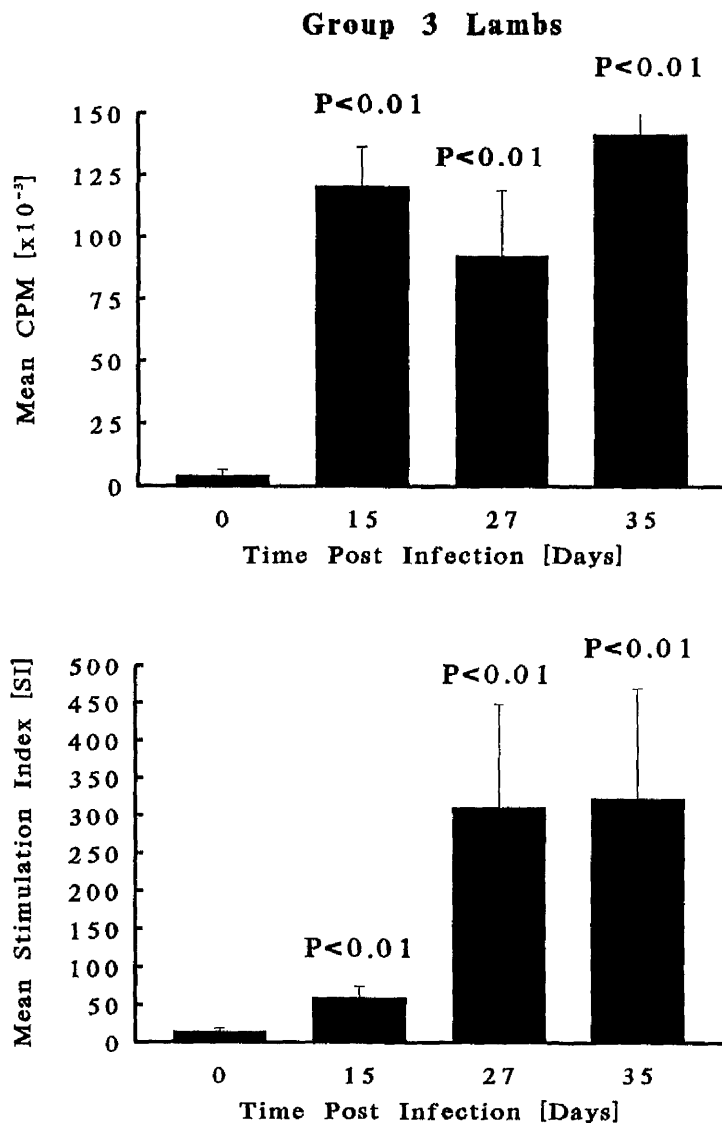 Group 3 Lambs
P<0.01
P<0.01
P<0.01
150
125
100
75
50
25
0
Mean CPM [x10⁻³]
0 15 27 35
Time Post Infection [Days]
P<0.01
P<0.01
P<0.01
500
450
400
350
300
250
200
150
100
50
0
Mean Stimulation Index [SI]
0 15 27 35
Time Post Infection [Days]